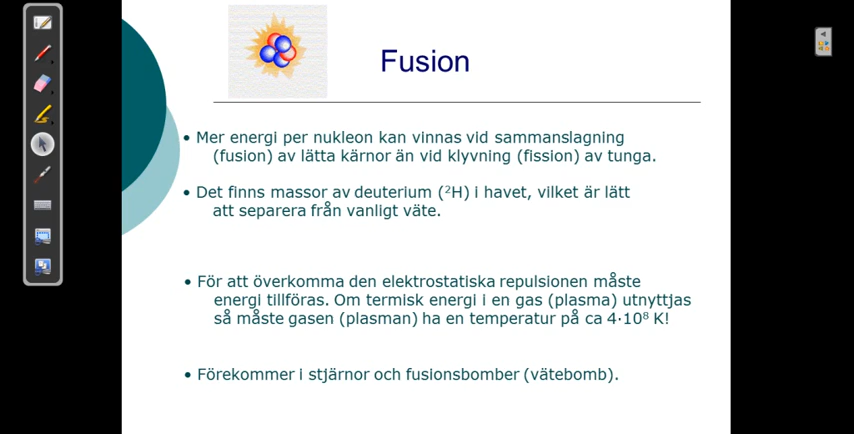 Fusion
• Mer energi per nukleon kan vinnas vid sammanslagning
(fusion) av lätta kärnor än vid klyvning (fission) av tunga.
• Det finns massor av deuterium (²H) i havet, vilket är lätt
att separera från vanligt väte.
• För att överkomma den elektrostatiska repulsionen måste
energi tillföras. Om termisk energi i en gas (plasma) utnyttjas
så måste gasen (plasman) ha en temperatur på ca 4·10⁸ K!
• Förekommer i stjärnor och fusionsbomber (vätebomb).